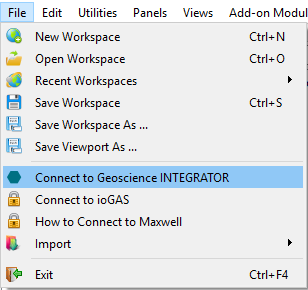 File Edit Utilities Panels Views Add-on Modul
New Workspace Ctrl+N
Open Workspace Ctrl+O
Recent Workspaces
Save Workspace Ctrl+S
Save Workspace As ...
Save Viewport As ...
Connect to Geoscience INTEGRATOR
Connect to ioGAS
How to Connect to Maxwell
Import
Exit Ctrl+F4